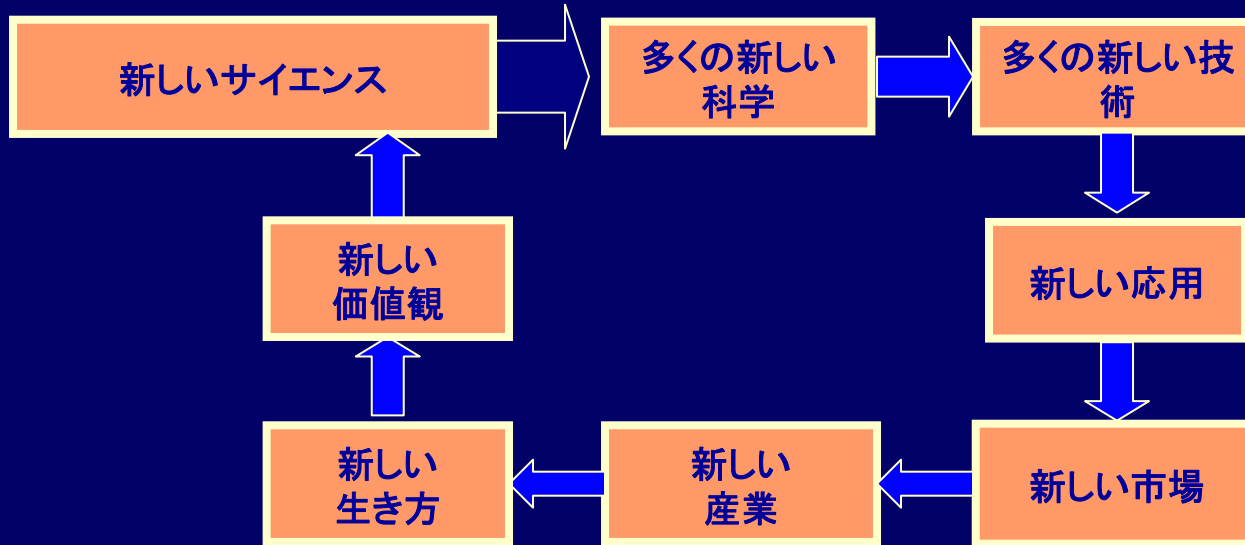 新しいサイエンス
多くの新しい
科学
多くの新しい技
術
新しい
価値観
新しい応用
新しい
生き方
新しい
産業
新しい市場